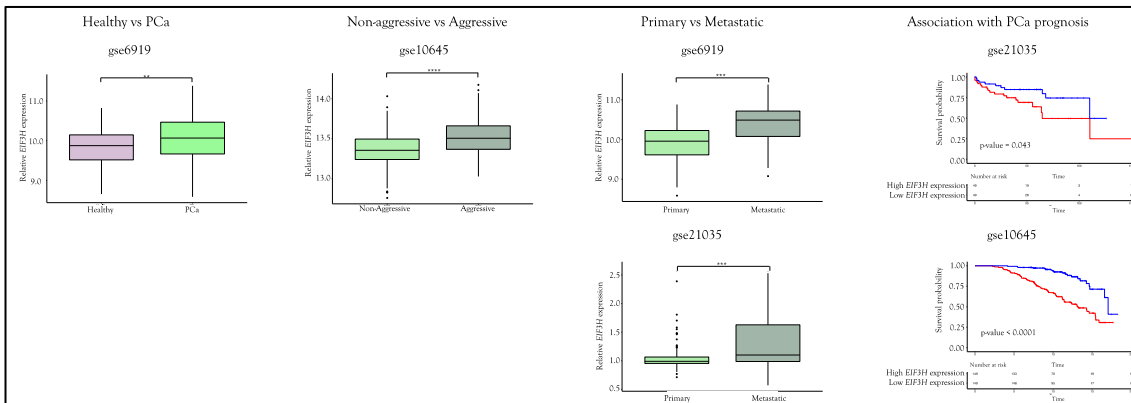 Healthy vs PCa
gse6919
**
Relative EIF3H expression
11.0
10.0
9.0
Healthy
PCa
Non-aggressive vs Aggressive
gse10645
****
Relative EIF3H expression
14.0
13.5
13.0
Non-Aggressive
Aggressive
Primary vs Metastatic
gse6919
***
Relative EIF3H expression
11.0
10.0
9.0
Primary
Metastatic
gse21035
***
Relative EIF3H expression
2.5
2.0
1.5
1.0
0.5
Primary
Metastatic
Association with PCa prognosis
gse21035
Survival probability
1.00
0.75
0.50
0.25
0.00
p-value = 0.043
Number at risk
Time
High EIF3H expression
Low EIF3H expression
Time
gse10645
Survival probability
1.00
0.75
0.50
0.25
0.00
p-value < 0.0001
Number at risk
Time
High EIF3H expression
Low EIF3H expression
Time